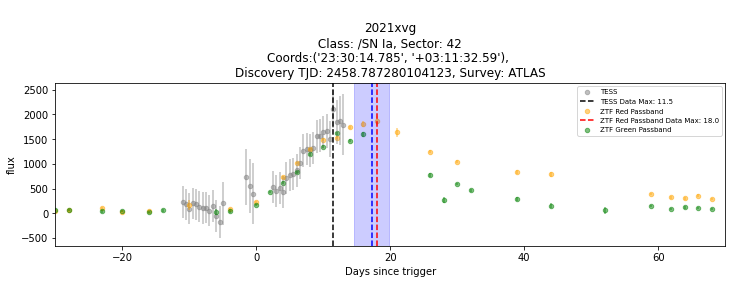 2021xvg
Class: /SN Ia, Sector: 42
Coords:('23:30:14.785', '+03:11:32.59'),
Discovery TJD: 2458.787280104123, Survey: ATLAS
TESS
TESS Data Max: 11.5
ZTF Red Passband
ZTF Red Passband Data Max: 18.0
ZTF Green Passband
flux
2500
2000
1500
1000
500
0
−500
−20
0
20
40
60
Days since trigger